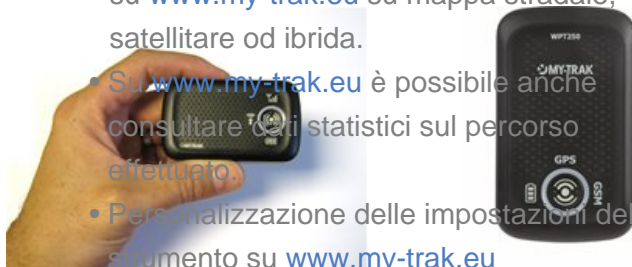 su www.my-trak.eu su mappa stradale,
satellitare od ibrida.
• Su www.my-trak.eu è possibile anche
consultare dati statistici sul percorso
effettuato.
• Personalizzazione delle impostazioni del
strumento su www.my-trak.eu
WPT250
MY-TRAK
GPS
GSM